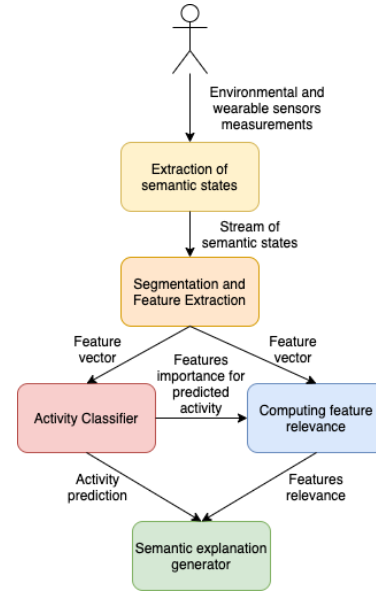 Environmental and
wearable sensors
measurements
Extraction of
semantic states
Stream of
semantic states
Segmentation and
Feature Extraction
Feature
vector
Features
importance for
predicted
activity
Feature
vector
Activity Classifier
Computing feature
relevance
Activity
prediction
Features
relevance
Semantic explanation
generator